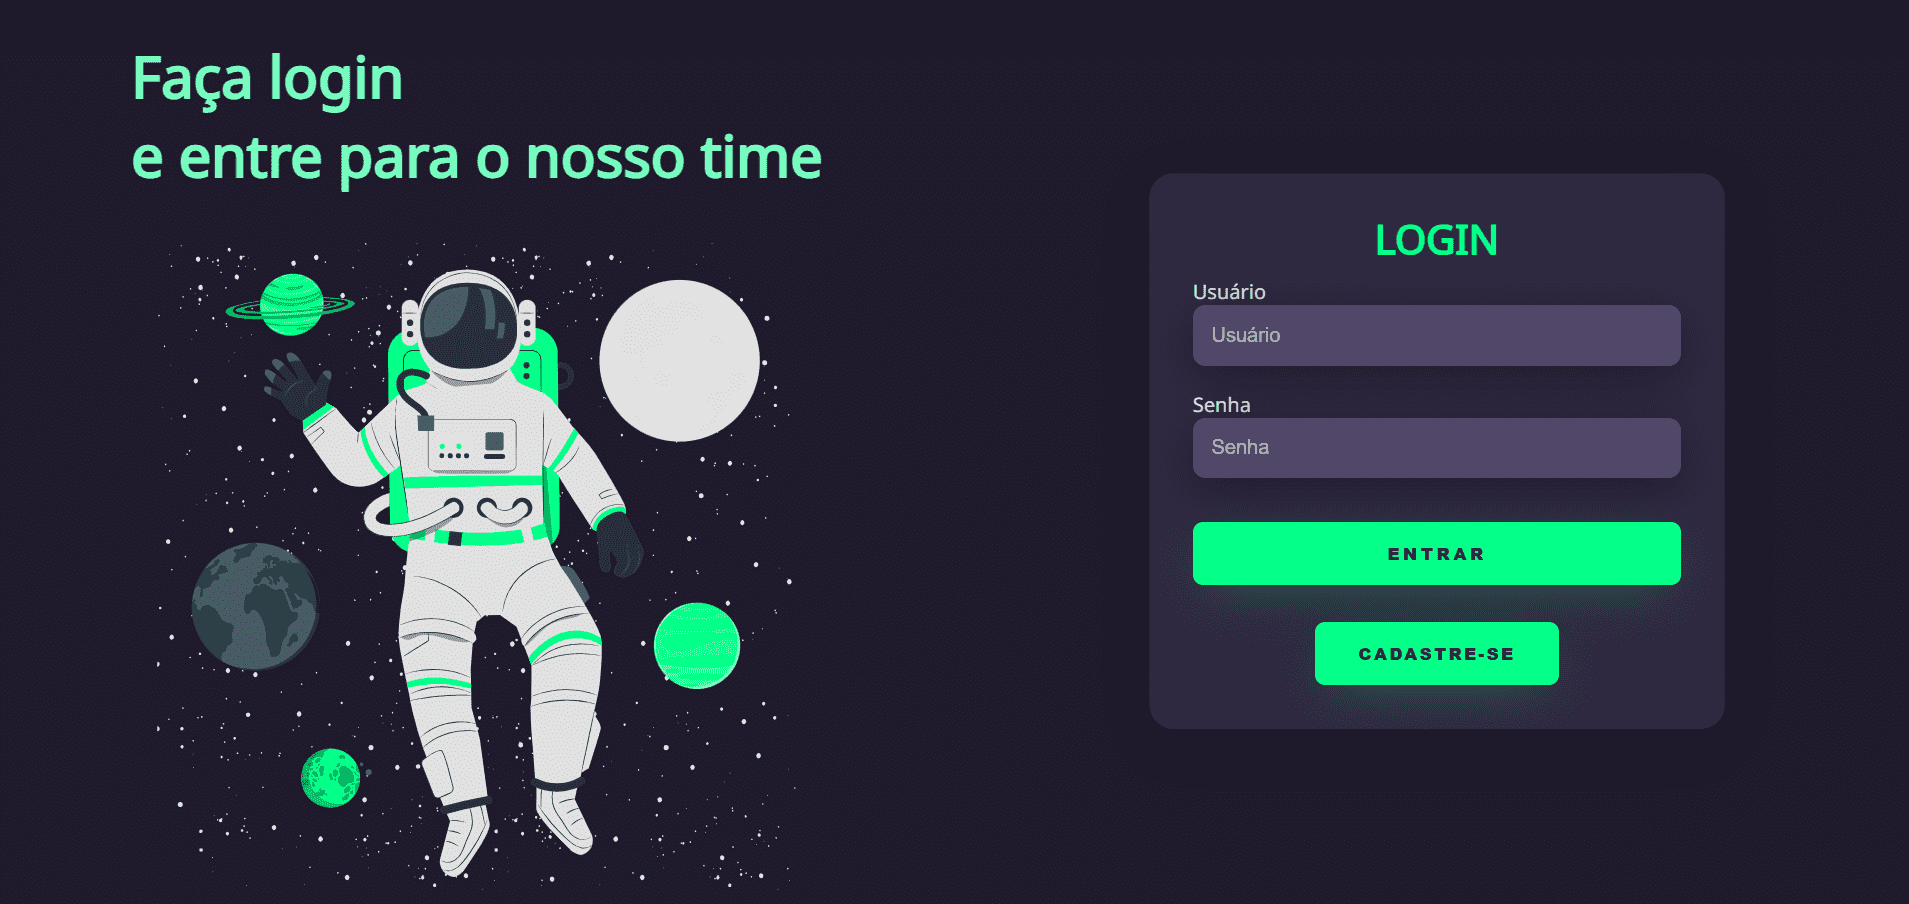 Faça login
e entre para o nosso time
LOGIN
Usuário
Usuário
Senha
Senha
ENTRAR
CADASTRE-SE